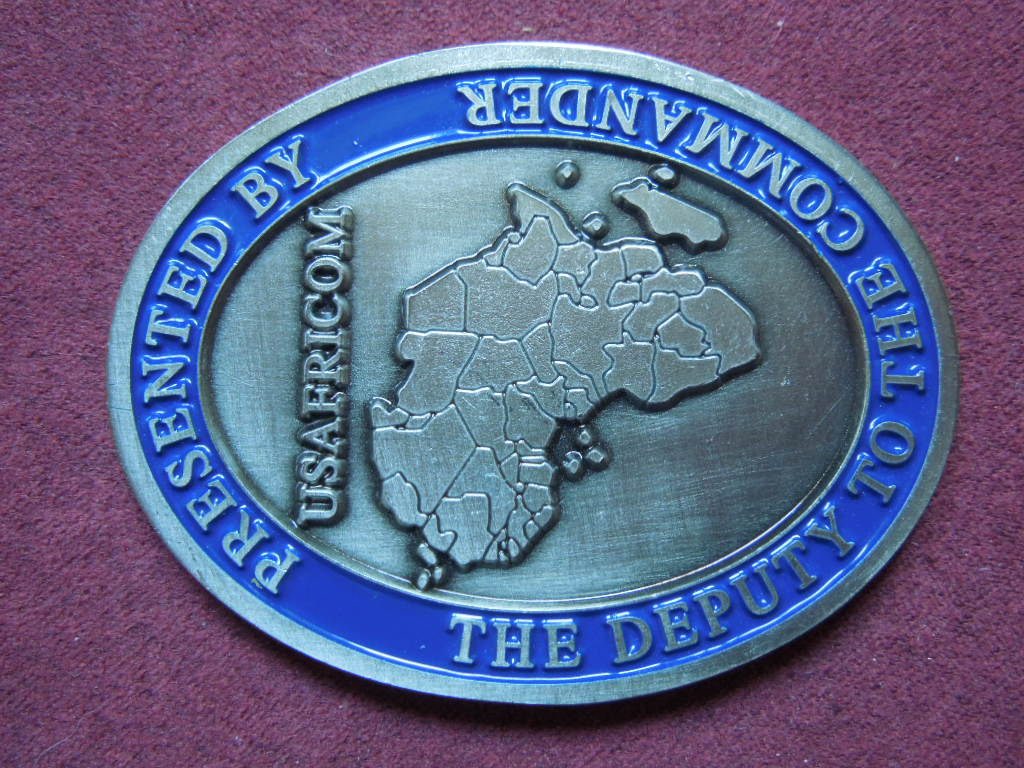 PRESENTED BY
USAFRICOM
THE DEPUTY TO THE COMMANDER